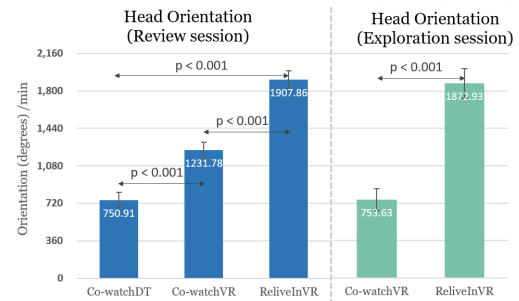 Head Orientation
(Review session)
Head Orientation
(Exploration session)
Orientation (degrees) /min
2,160
1,800
1,440
1,080
720
360
0
p < 0.001
p < 0.001
p < 0.001
p < 0.001
750.91
1231.78
1907.86
753.63
1872.93
Co-watchDT
Co-watchVR
ReliveInVR
Co-watchVR
ReliveInVR